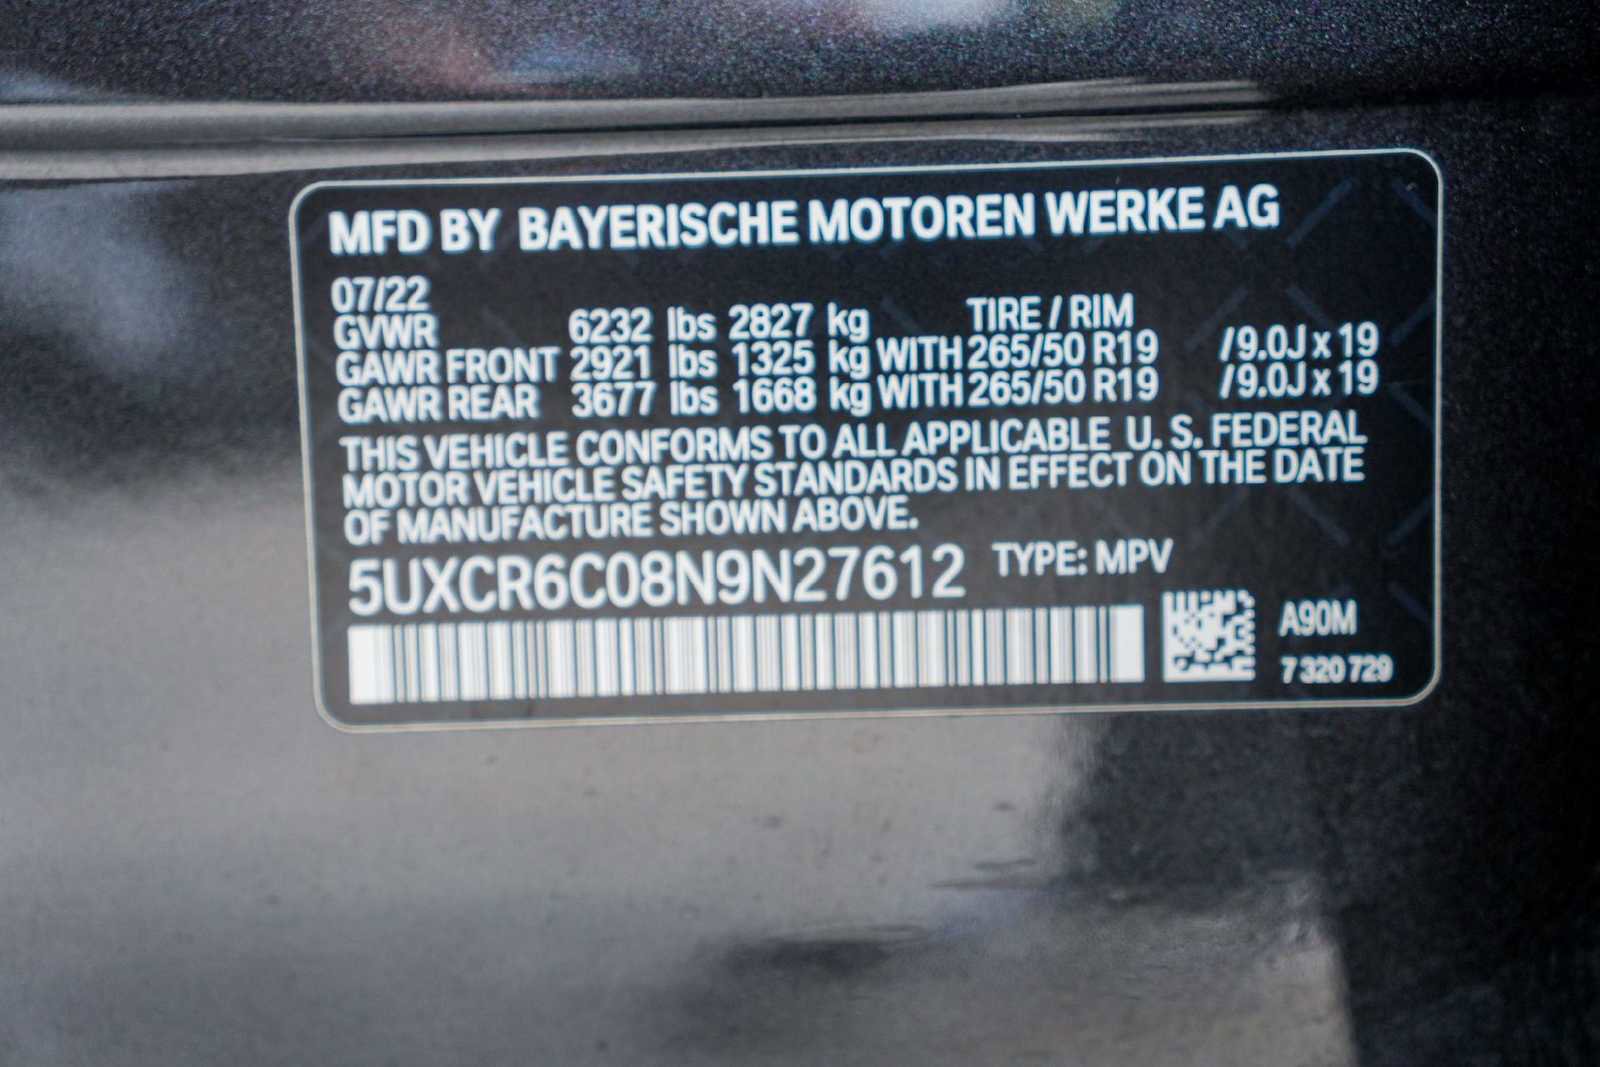 MFD BY BAYERISCHE MOTOREN WERKE AG
07/22
GVWR 6232 lbs 2827 kg TIRE / RIM
GAWR FRONT 2921 lbs 1325 kg WITH 265/50 R19 /9.0J x 19
GAWR REAR 3677 lbs 1668 kg WITH 265/50 R19 /9.0J x 19
THIS VEHICLE CONFORMS TO ALL APPLICABLE U. S. FEDERAL
MOTOR VEHICLE SAFETY STANDARDS IN EFFECT ON THE DATE
OF MANUFACTURE SHOWN ABOVE.
5UXCR6C08N9N27612 TYPE: MPV
A90M
7 320 729